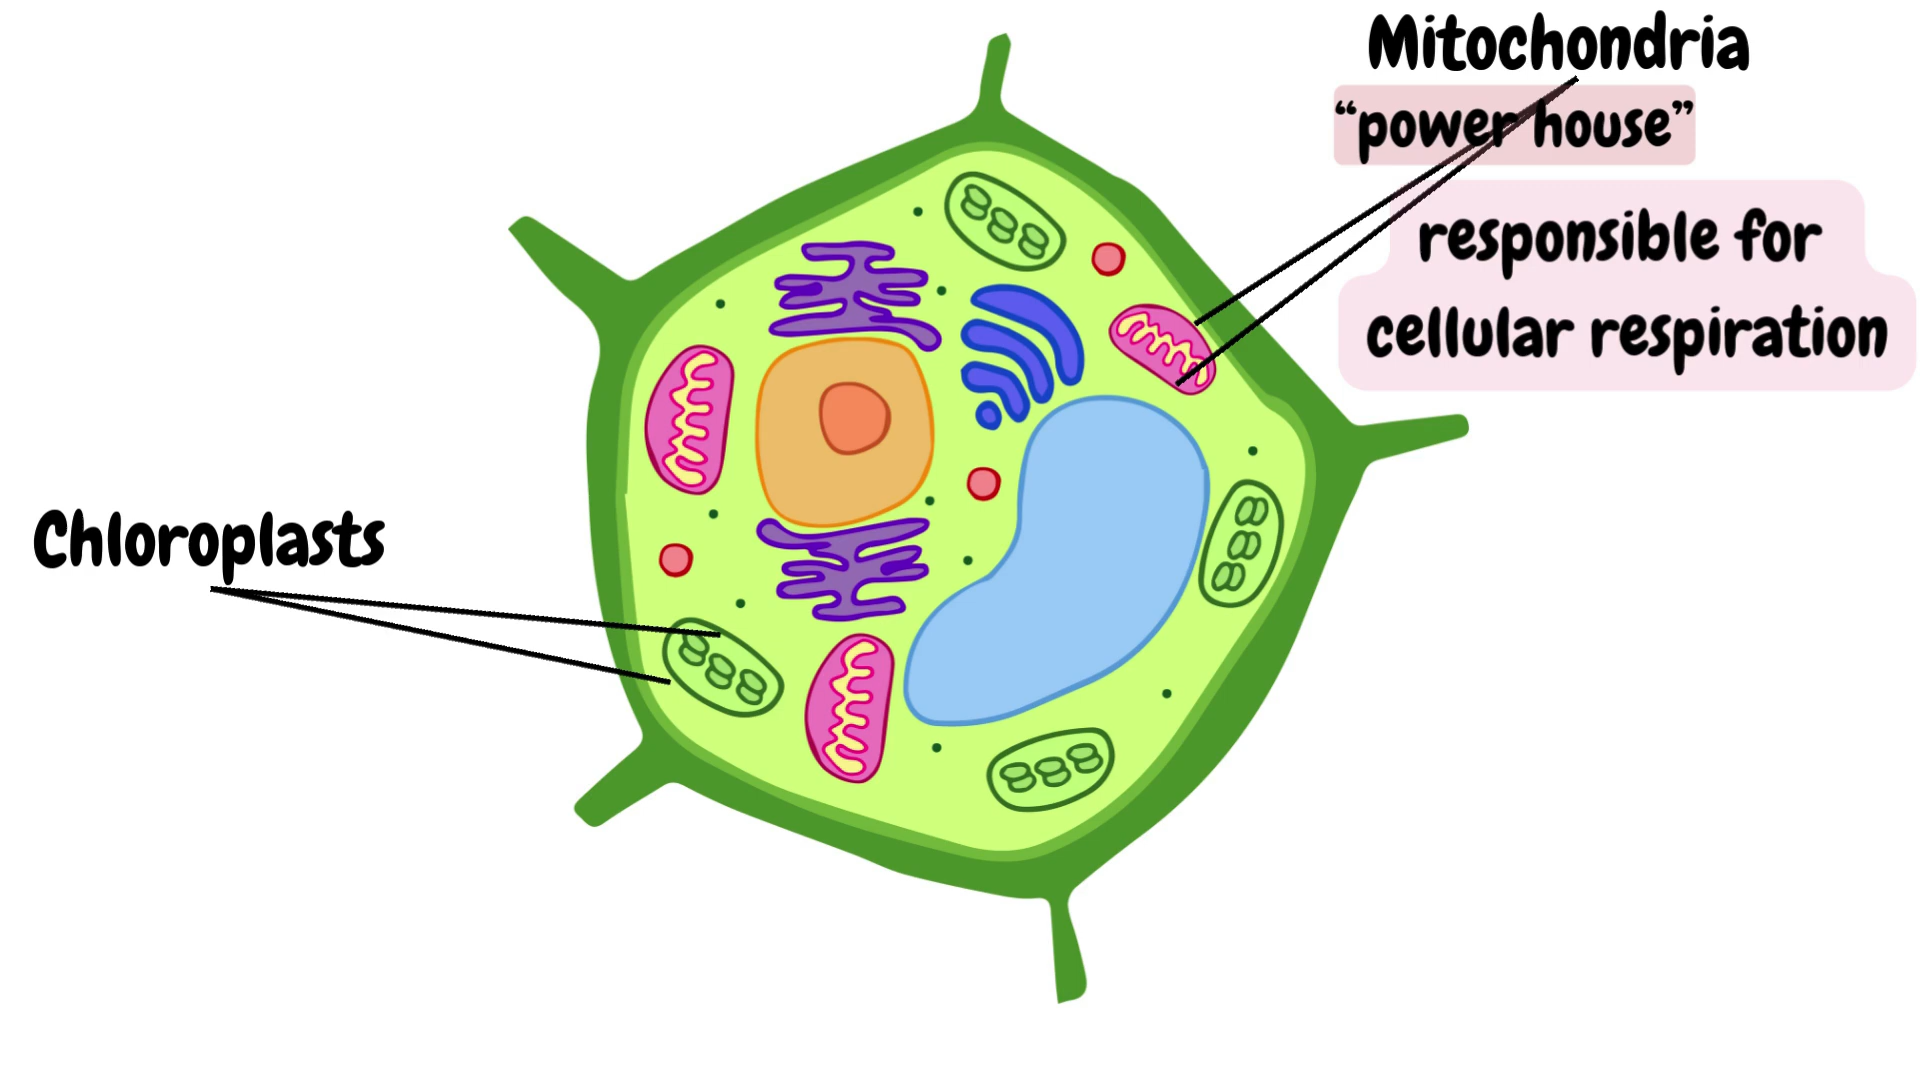 Mitochondria
“power house”
responsible for
cellular respiration
Chloroplasts